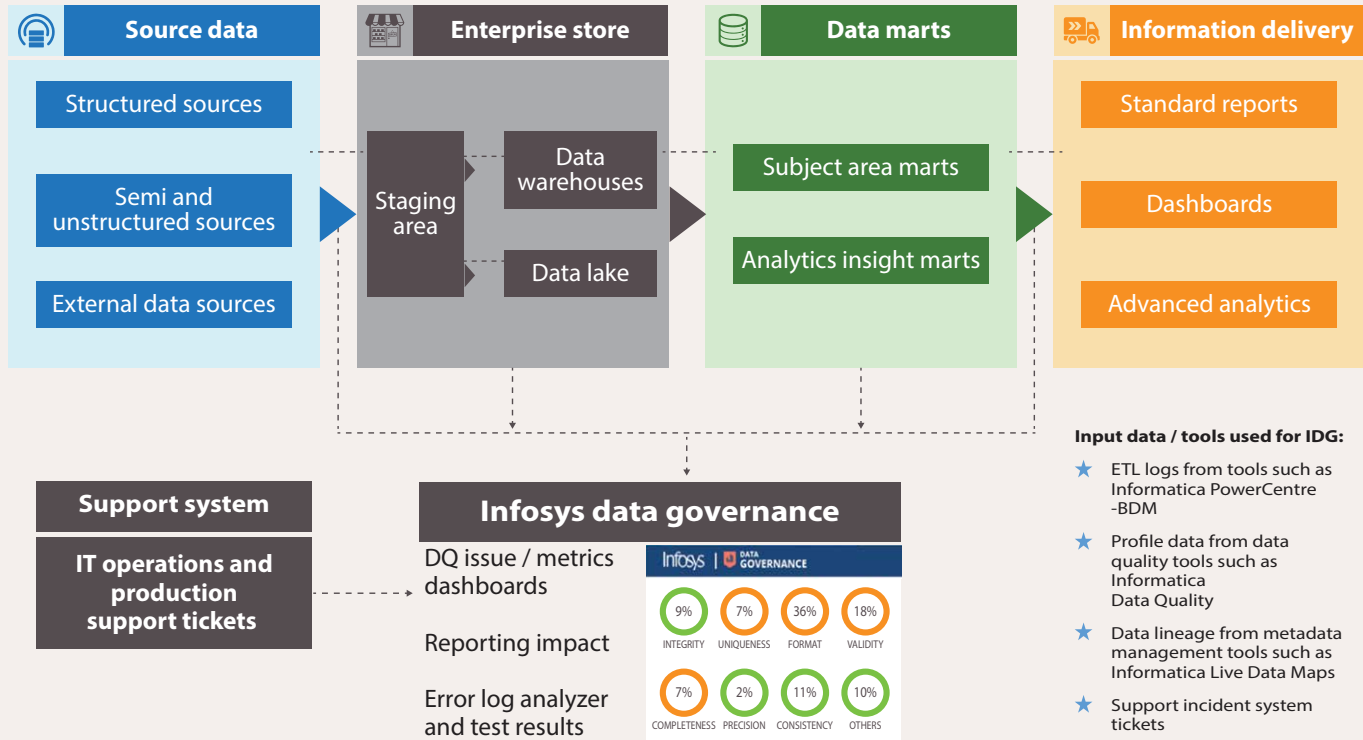 Source data
Structured sources
Semi and
unstructured sources
External data sources
Enterprise store
Staging
area
Data
warehouses
Data lake
Data marts
Subject area marts
Analytics insight marts
Information delivery
Standard reports
Dashboards
Advanced analytics
Support system
IT operations and
production
support tickets
Infosys data governance
DQ issue / metrics
dashboards
Reporting impact
Error log analyzer
and test results
Infosys | DATA
GOVERNANCE
9% 7% 36% 18%
INTEGRITY UNIQUENESS FORMAT VALIDITY
7% 2% 11% 10%
COMPLETENESS PRECISION CONSISTENCY OTHERS
Input data / tools used for IDG:
ETL logs from tools such as
Informatica PowerCentre
-BDM
Profile data from data
quality tools such as
Informatica
Data Quality
Data lineage from metadata
management tools such as
Informatica Live Data Maps
Support incident system
tickets